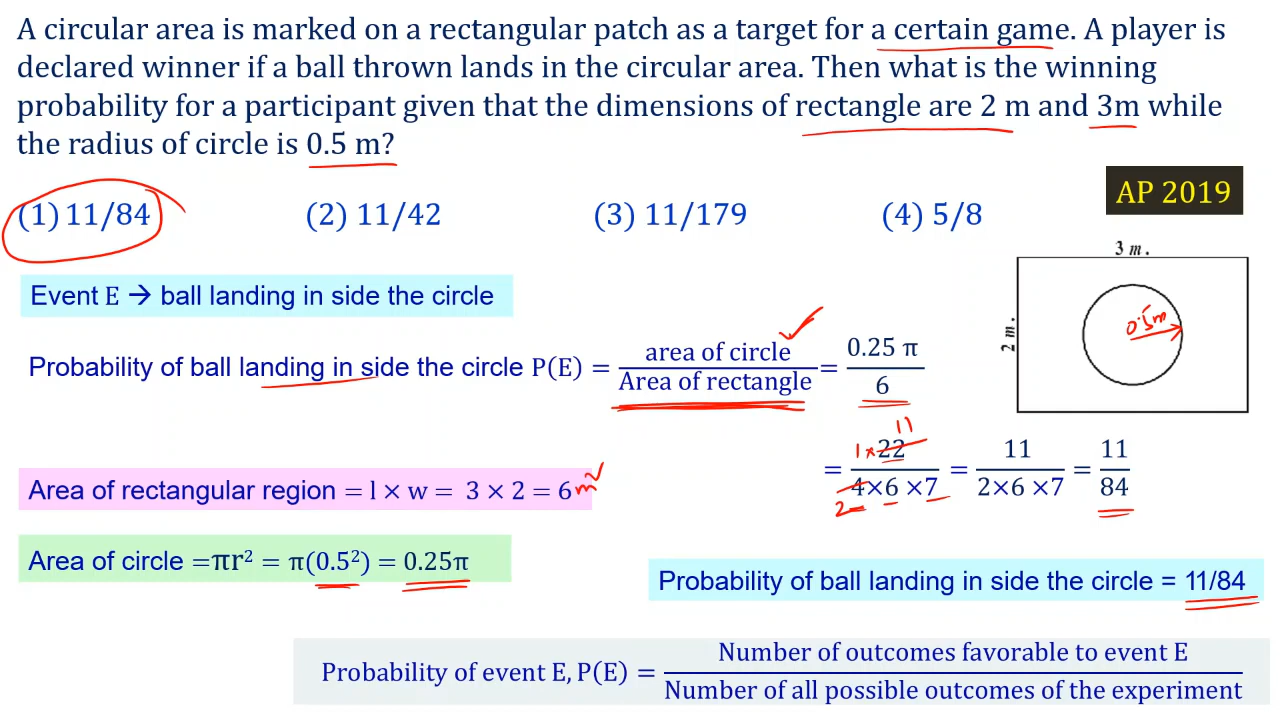 A circular area is marked on a rectangular patch as a target for a certain game. A player is
declared winner if a ball thrown lands in the circular area. Then what is the winning
probability for a participant given that the dimensions of rectangle are 2 m and 3m while
the radius of circle is 0.5 m?
(1) 11/84 (2) 11/42 (3) 11/179 (4) 5/8
AP 2019
3 m .
2 m .
0.5m
Event E → ball landing in side the circle
Probability of ball landing in side the circle P(E) = area of circle / Area of rectangle = 0.25 π / 6
= 1 × 22 / 4×6 ×7 = 11 / 2×6 ×7 = 11 / 84
11
2
Area of rectangular region = l × w = 3 × 2 = 6 m²
Area of circle =πr² = π(0.5²) = 0.25π
Probability of ball landing in side the circle = 11/84
Probability of event E, P(E) = Number of outcomes favorable to event E / Number of all possible outcomes of the experiment